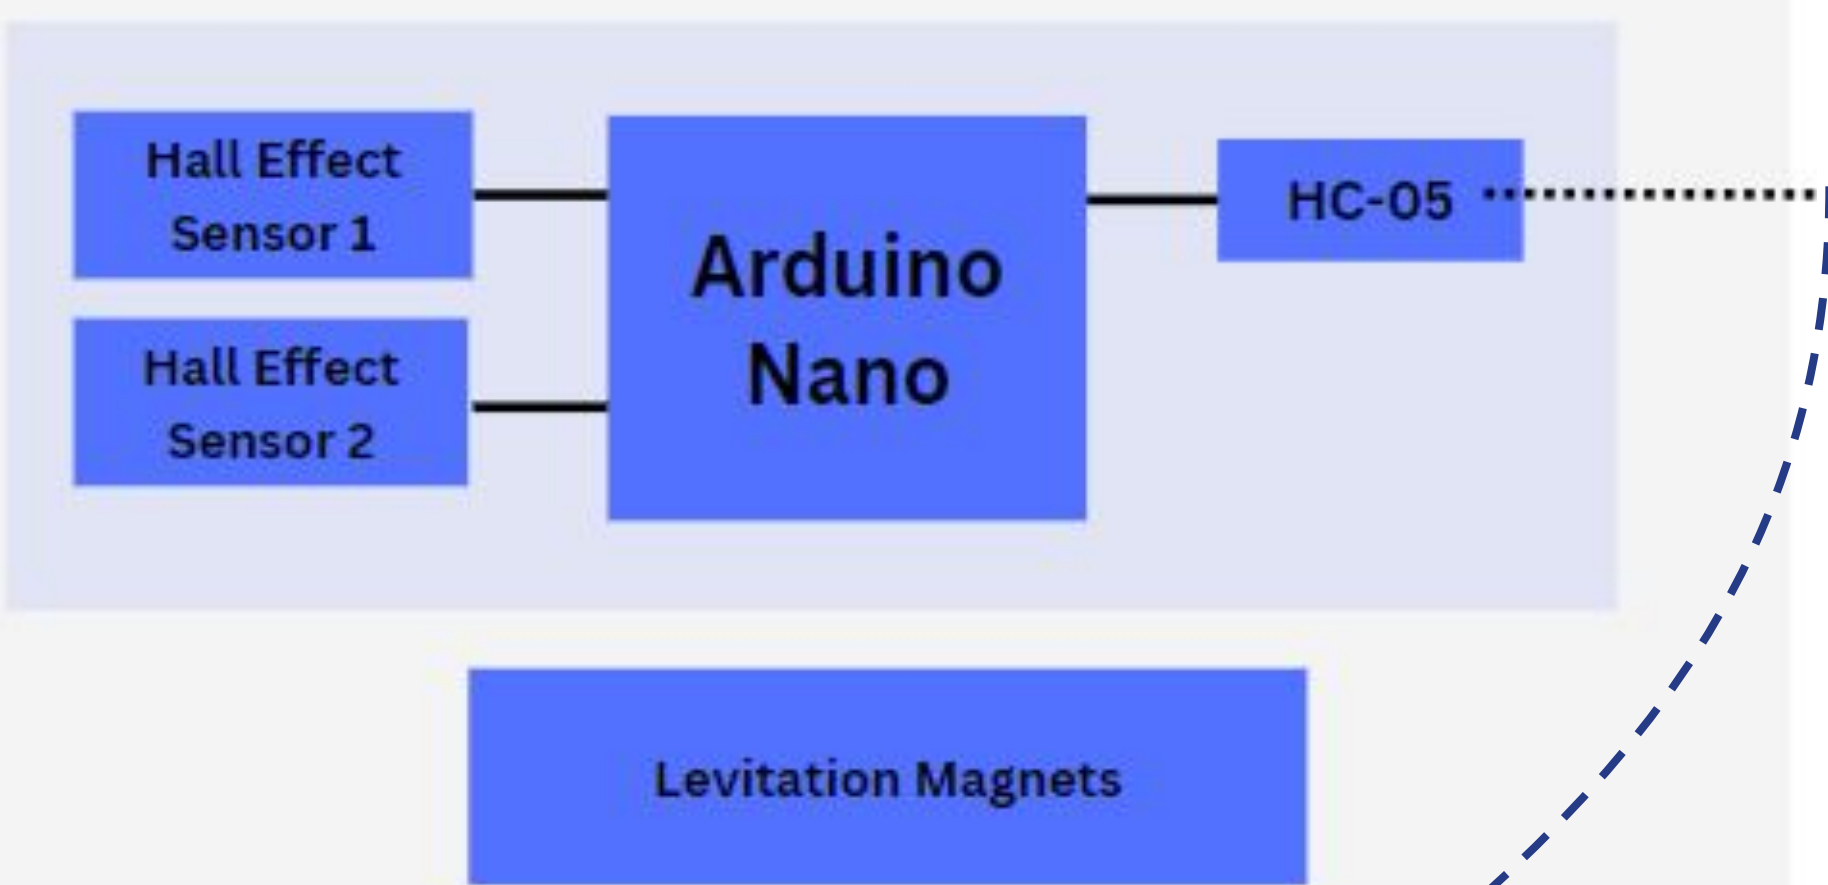 Hall Effect
Sensor 1
Hall Effect
Sensor 2
Arduino
Nano
HC-05
Levitation Magnets